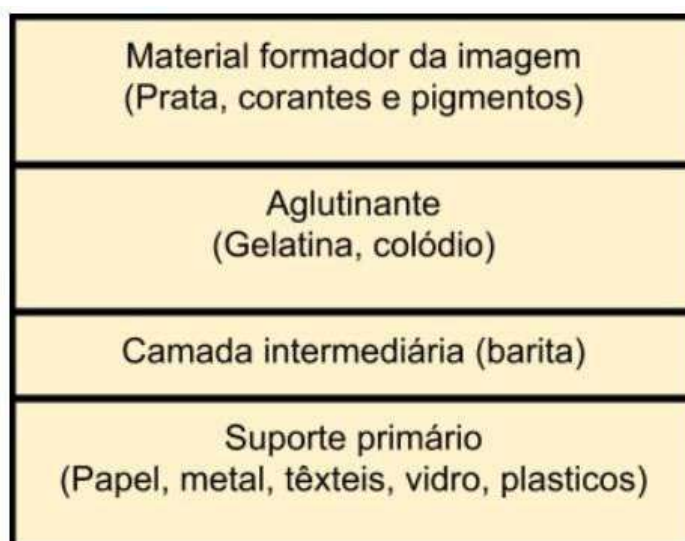 Material formador da imagem
(Prata, corantes e pigmentos)
Aglutinante
(Gelatina, colódio)
Camada intermediária (barita)
Suporte primário
(Papel, metal, têxteis, vidro, plasticos)